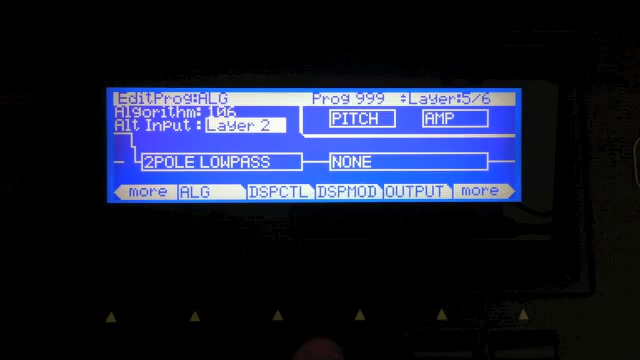 EditProg:ALG Prog 999 Layer:5/6
Algorithm: 106
Alt Input: Layer 2
PITCH AMP
2POLE LOWPASS NONE
more ALG DSPCTL DSPMOD OUTPUT more